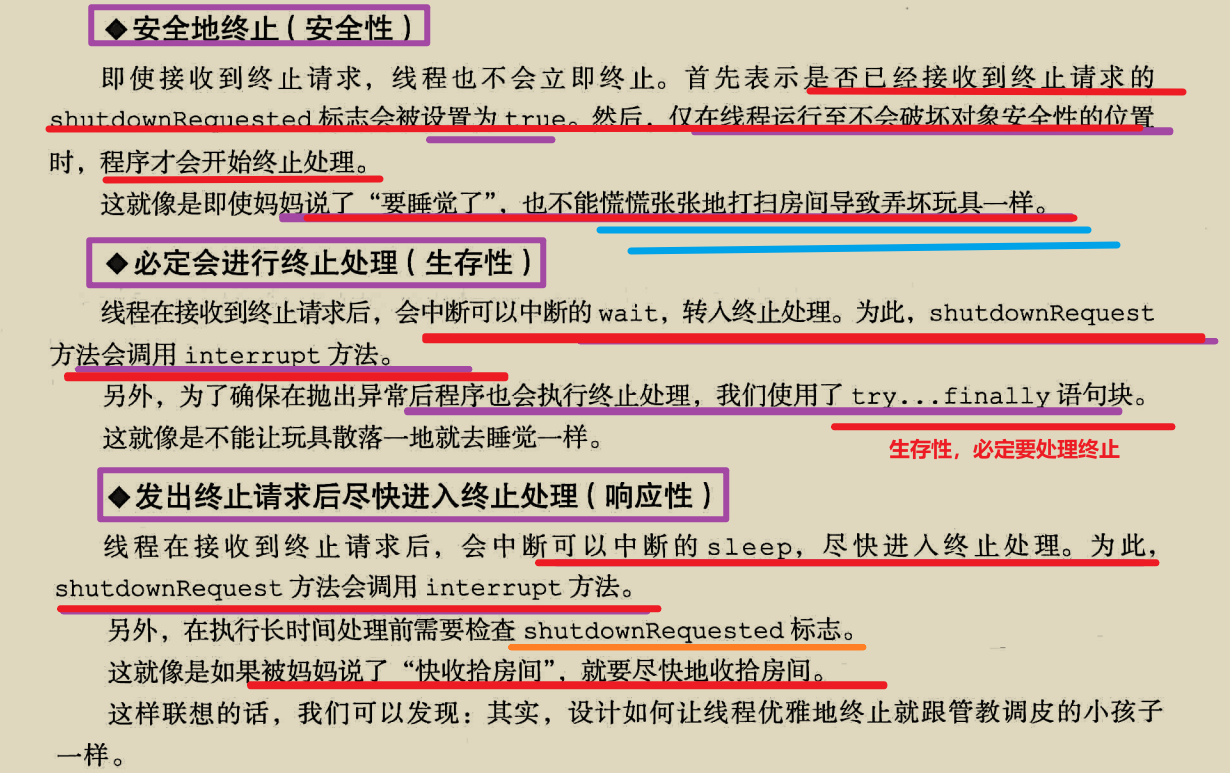 ◆安全地终止（安全性）
即使接收到终止请求，线程也不会立即终止。首先表示是否已经接收到终止请求的
shutdownRequested 标志会被设置为 true。然后，仅在线程运行至不会破坏对象安全性的位置
时，程序才会开始终止处理。
这就像是即使妈妈说了“要睡觉了”，也不能慌慌张张地打扫房间导致弄坏玩具一样。
◆必定会进行终止处理（生存性）
线程在接收到终止请求后，会中断可以中断的 wait，转入终止处理。为此，shutdownRequest
方法会调用 interrupt 方法。
另外，为了确保在抛出异常后程序也会执行终止处理，我们使用了 try...finally 语句块。
这就像是不能让玩具散落一地就去睡觉一样。
生存性，必定要处理终止
◆发出终止请求后尽快进入终止处理（响应性）
线程在接收到终止请求后，会中断可以中断的 sleep，尽快进入终止处理。为此，
shutdownRequest 方法会调用 interrupt 方法。
另外，在执行长时间处理前需要检查 shutdownRequested 标志。
这就像是如果被妈妈说了“快收拾房间”，就要尽快地收拾房间。
这样联想的话，我们可以发现：其实，设计如何让线程优雅地终止就跟管教调皮的小孩子
一样。